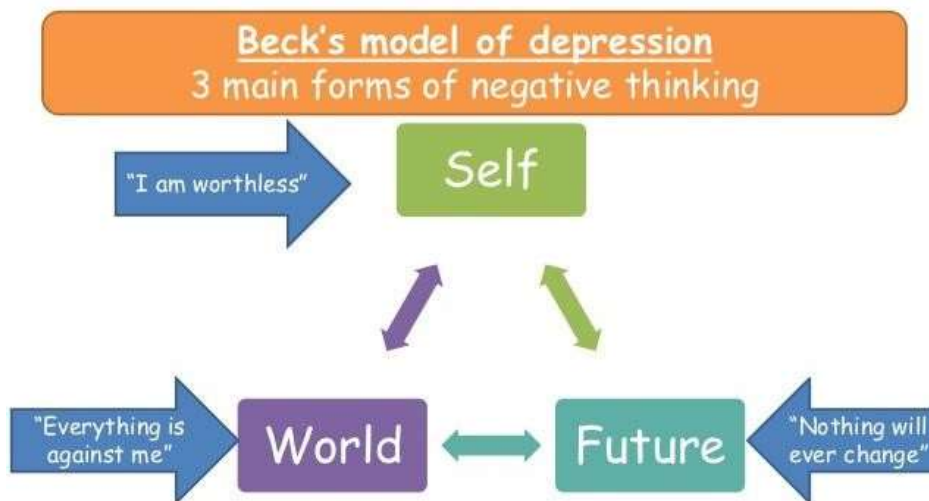 Beck's model of depression
3 main forms of negative thinking
Self
"I am worthless"
"Everything is
against me"
World
Future
"Nothing will
ever change"